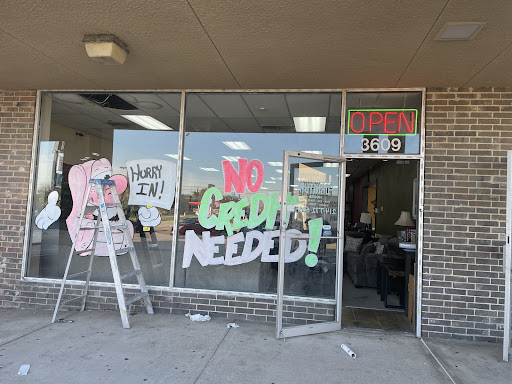 HURRY
IN!
NO
CREDIT
NEEDED!
OPEN
3609